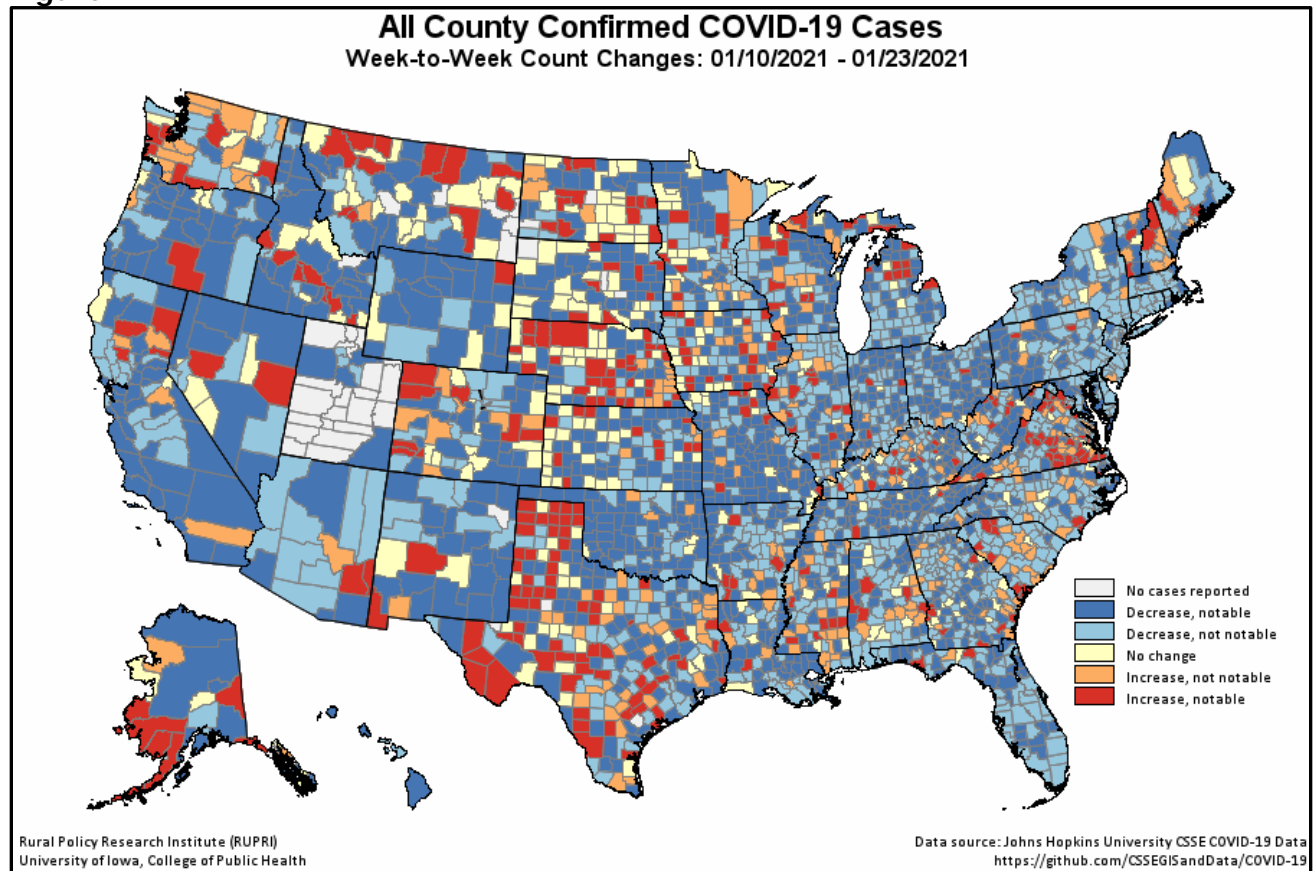 All County Confirmed COVID-19 Cases
Week-to-Week Count Changes: 01/10/2021 - 01/23/2021
No cases reported
Decrease, notable
Decrease, not notable
No change
Increase, not notable
Increase, notable
Rural Policy Research Institute (RUPRI)
University of Iowa, College of Public Health
Data source: Johns Hopkins University CSSE COVID-19 Data
https://github.com/CSSEGISandData/COVID-19